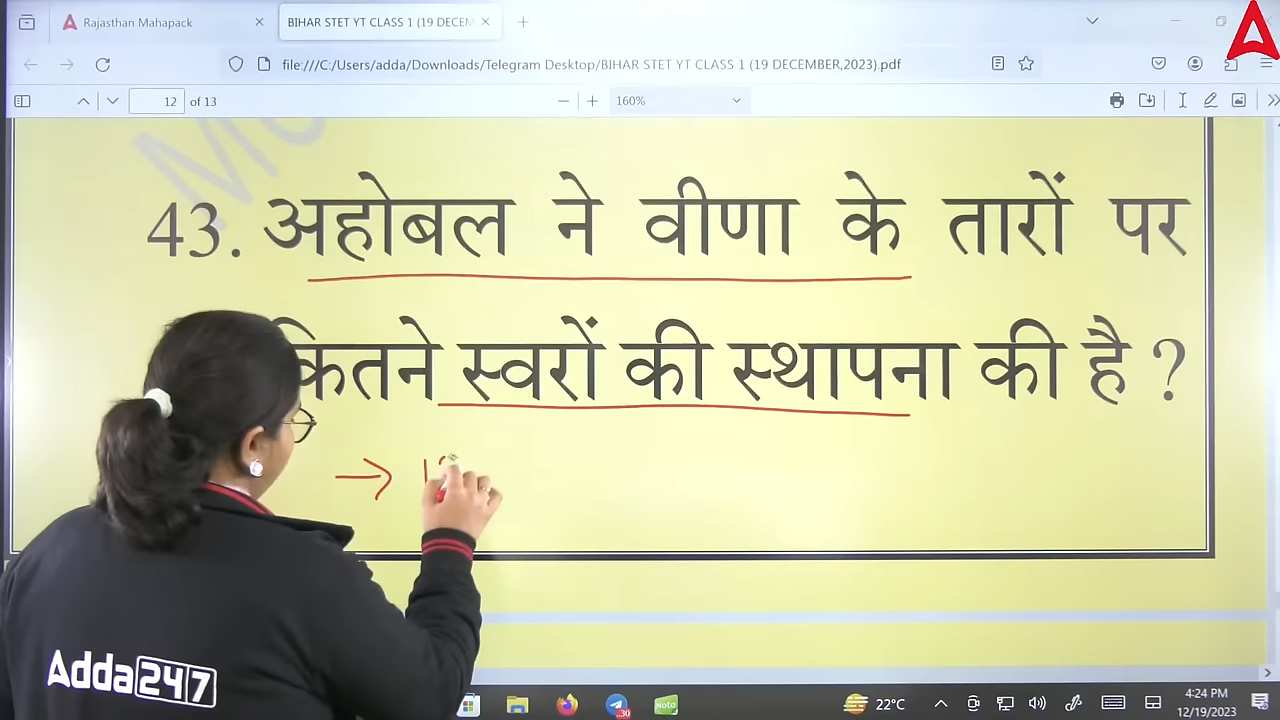 Rajasthan Mahapack
BIHAR STET YT CLASS 1 (19 DECEM
file:///C:/Users/adda/Downloads/Telegram Desktop/BIHAR STET YT CLASS 1 (19 DECEMBER,2023).pdf
12 of 13
160%
43. अहोबल ने वीणा के तारों पर
कितने स्वरों की स्थापना की है ?
Adda247
.30
Note
22°C
4:24 PM
12/19/2023